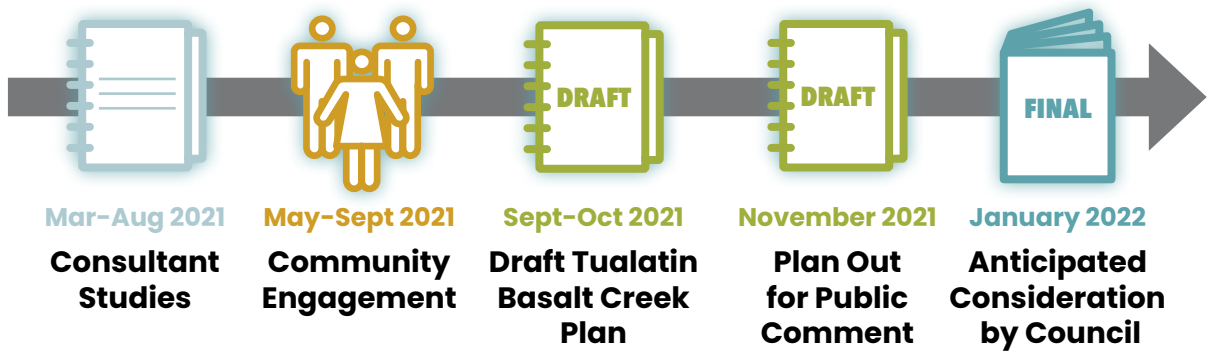 DRAFT
DRAFT
FINAL
Mar-Aug 2021
Consultant
Studies
May-Sept 2021
Community
Engagement
Sept-Oct 2021
Draft Tualatin
Basalt Creek
Plan
November 2021
Plan Out
for Public
Comment
January 2022
Anticipated
Consideration
by Council